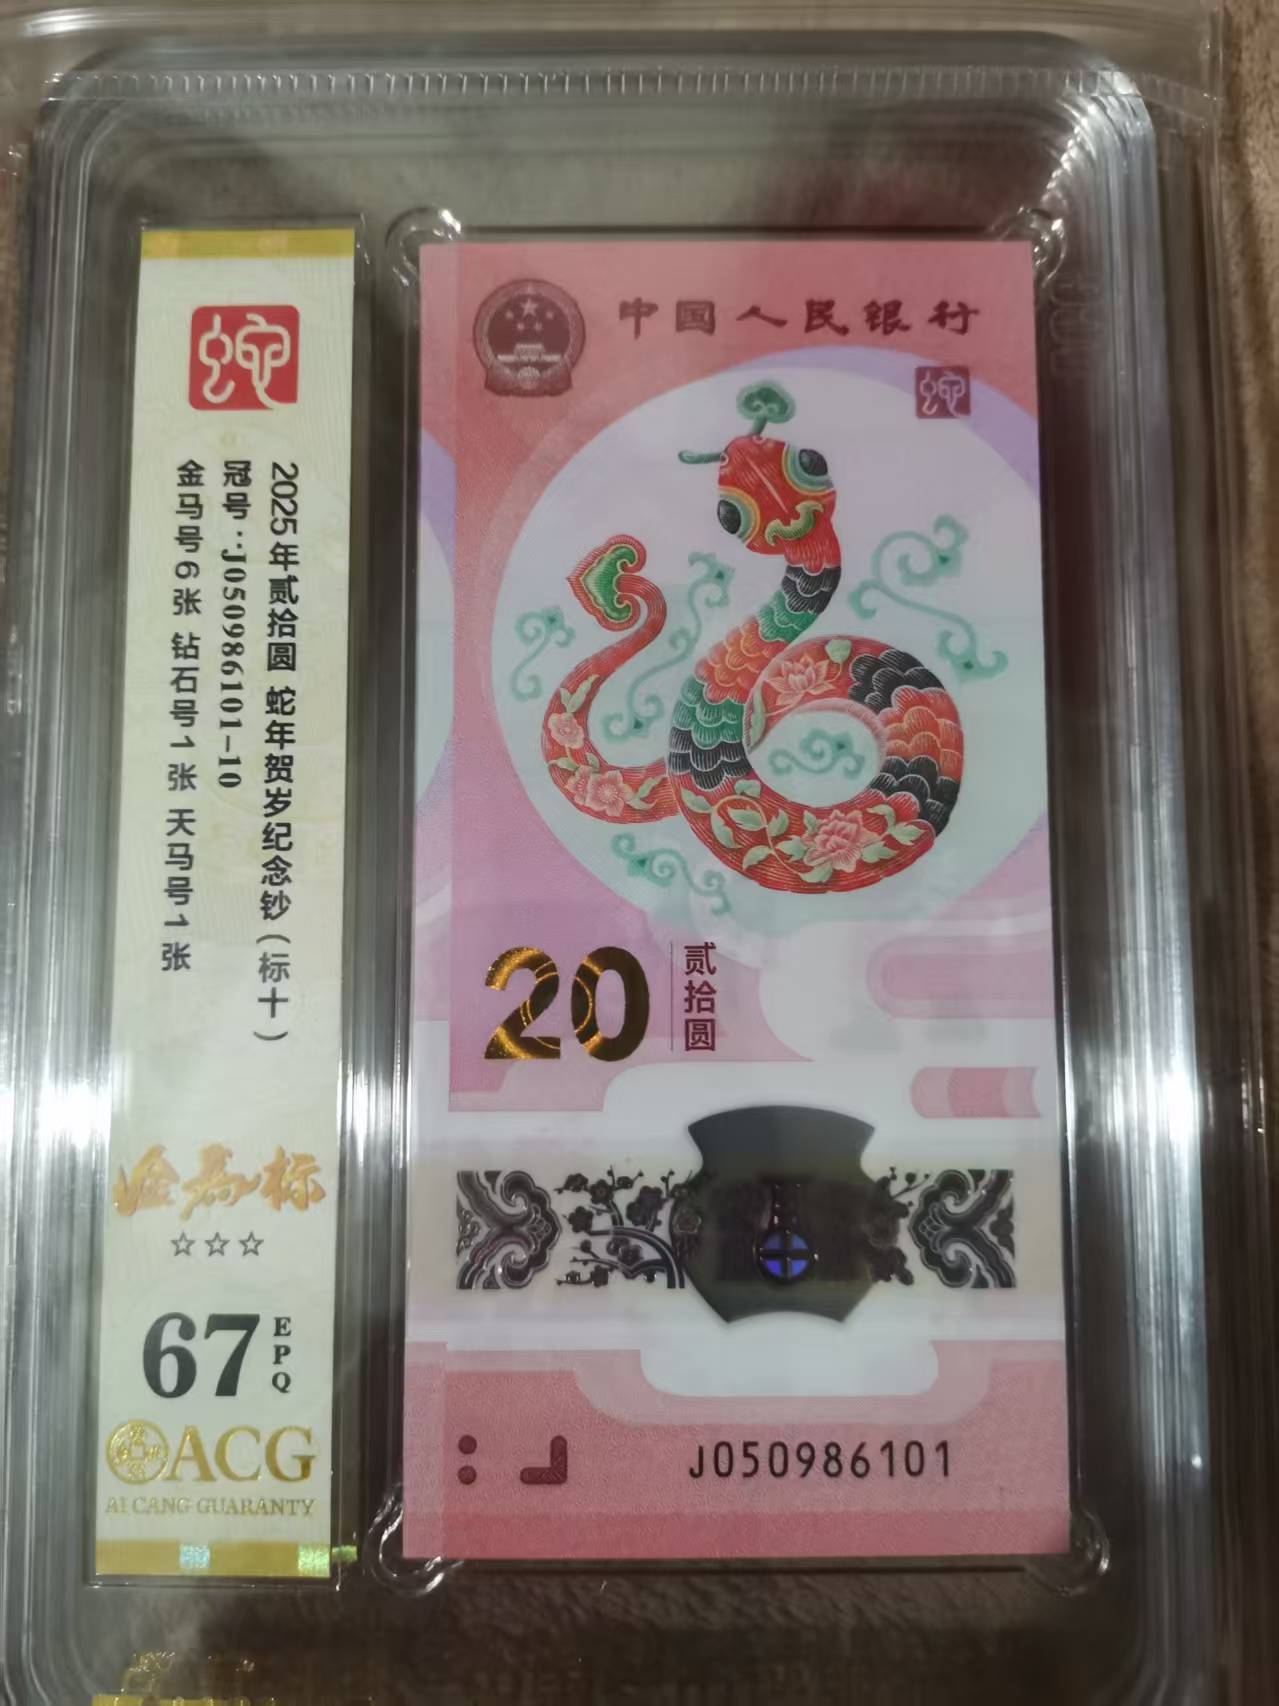 蛇
2025年贰拾圆 蛇年贺岁纪念钞（标十）
冠号：J050986101-10
金马号6张 钻石号1张 天马号1张
金马标
☆☆☆
67 EPQ
ACG
AI CANG GUARANTY
中国人民银行
蛇
20 贰拾圆
J050986101